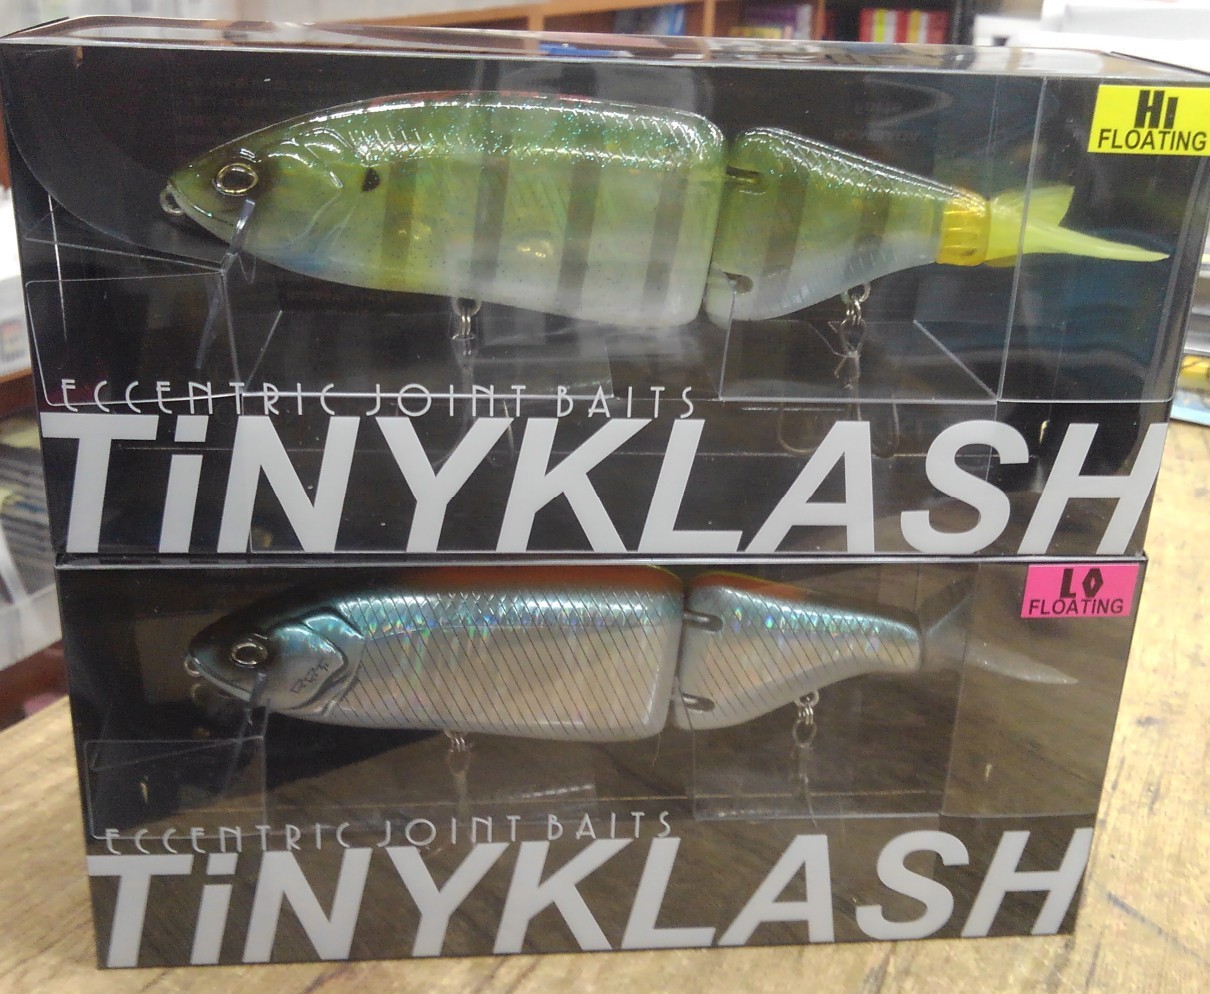 Hi
FLOATING
ECCENTRIC JOINT BAITS
TiNYKLASH
LO
FLOATING
ECCENTRIC JOINT BAITS
TiNYKLASH